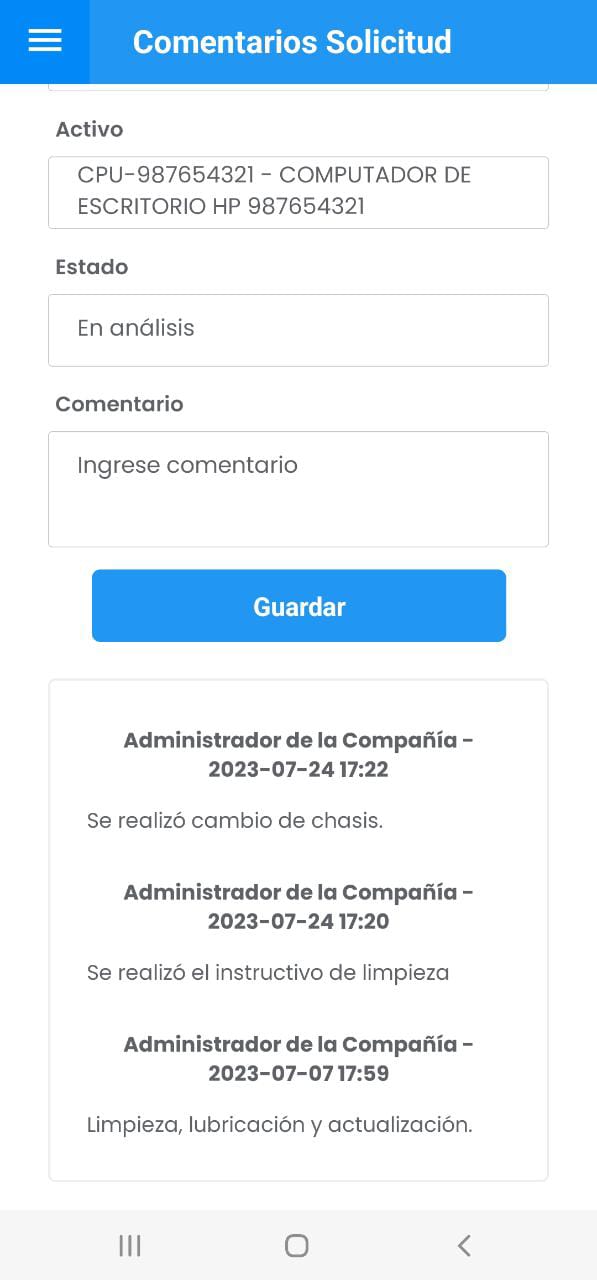 Comentarios Solicitud
Activo
CPU-987654321 - COMPUTADOR DE
ESCRITORIO HP 987654321
Estado
En análisis
Comentario
Ingrese comentario
Guardar
Administrador de la Compañía -
2023-07-24 17:22
Se realizó cambio de chasis.
Administrador de la Compañía -
2023-07-24 17:20
Se realizó el instructivo de limpieza
Administrador de la Compañía -
2023-07-07 17:59
Limpieza, lubricación y actualización.